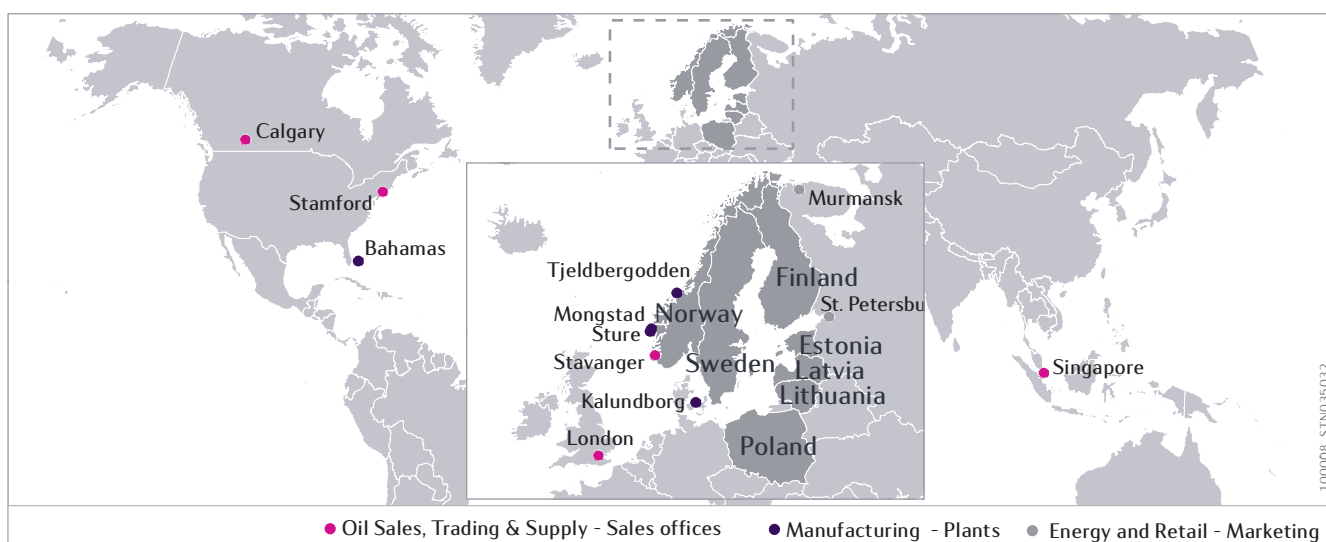 Calgary
Stamford
Bahamas
Murmansk
Tjeldbergodden
Finland
St. Petersbu
Mongstad
Norway
Sture
Estonia
Stavanger
Sweden
Latvia
Singapore
Lithuania
Kalundborg
London
Poland
100008_STN035032
Oil Sales, Trading & Supply - Sales offices
Manufacturing - Plants
Energy and Retail - Marketing